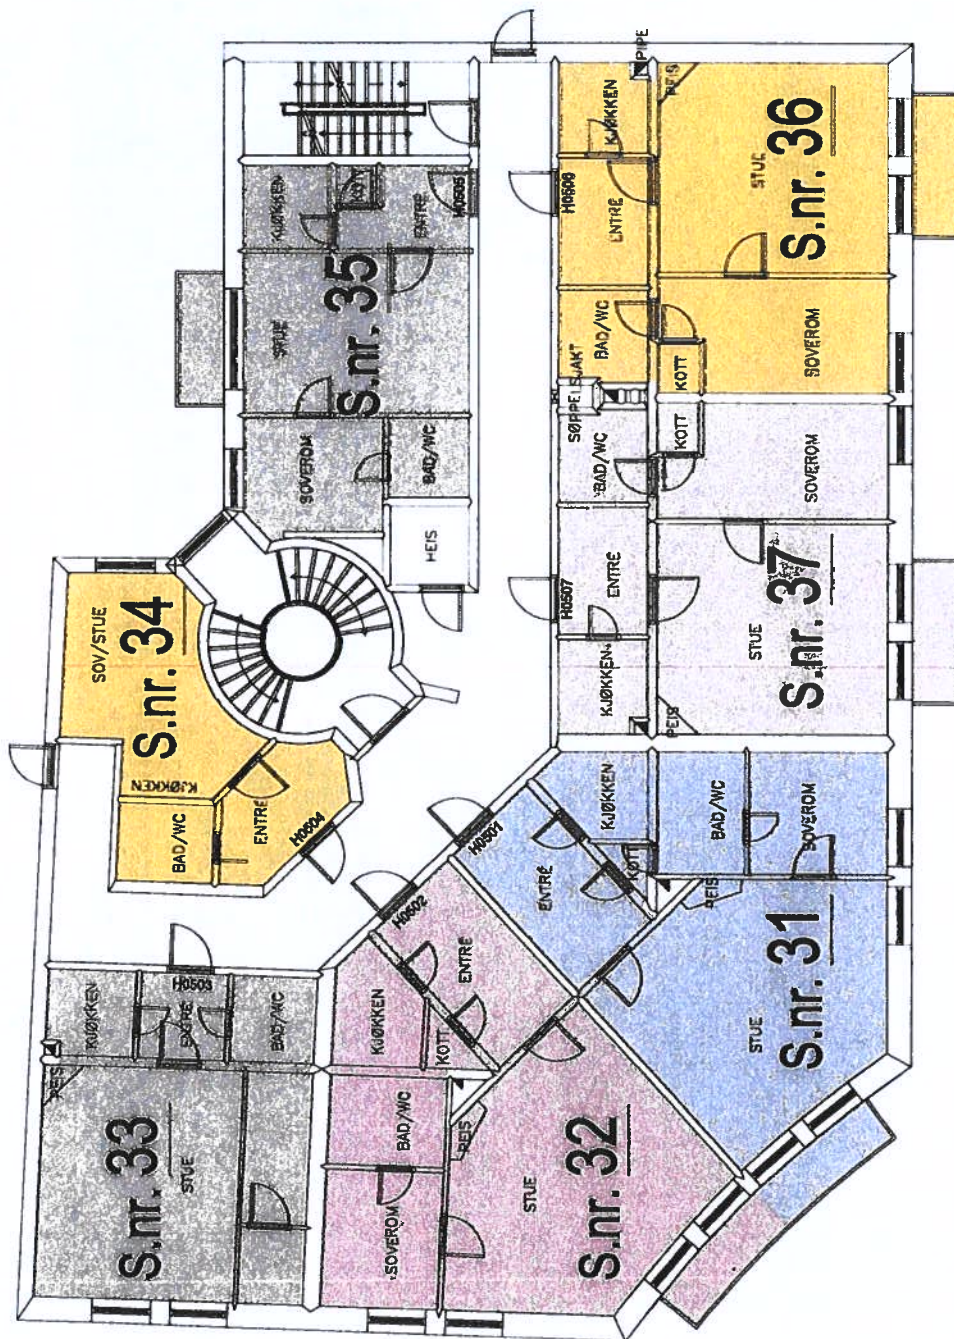 S.nr. 33
STUE
PEIS
KJØKKEN
ENTRE
H0503
BAD/WC
S.nr. 34
SOV/STUE
KJØKKEN
BAD/WC
ENTRE
H0504
S.nr. 35
STUE
KJØKKEN
ENTRE
H0505
SOVEROM
BAD/WC
HEIS
S.nr. 32
STUE
PEIS
SOVEROM
BAD/WC
KJØKKEN
KOTT
ENTRE
H0502
S.nr. 31
STUE
PEIS
SOVEROM
BAD/WC
KJØKKEN
KOTT
ENTRE
H0501
S.nr. 37
STUE
PEIS
KJØKKEN
ENTRE
H0507
BAD/WC
KOTT
SOVEROM
SØPPELSJAKT
S.nr. 36
STUE
PEIS
PIPE
KJØKKEN
ENTRE
H0506
BAD/WC
KOTT
SOVEROM